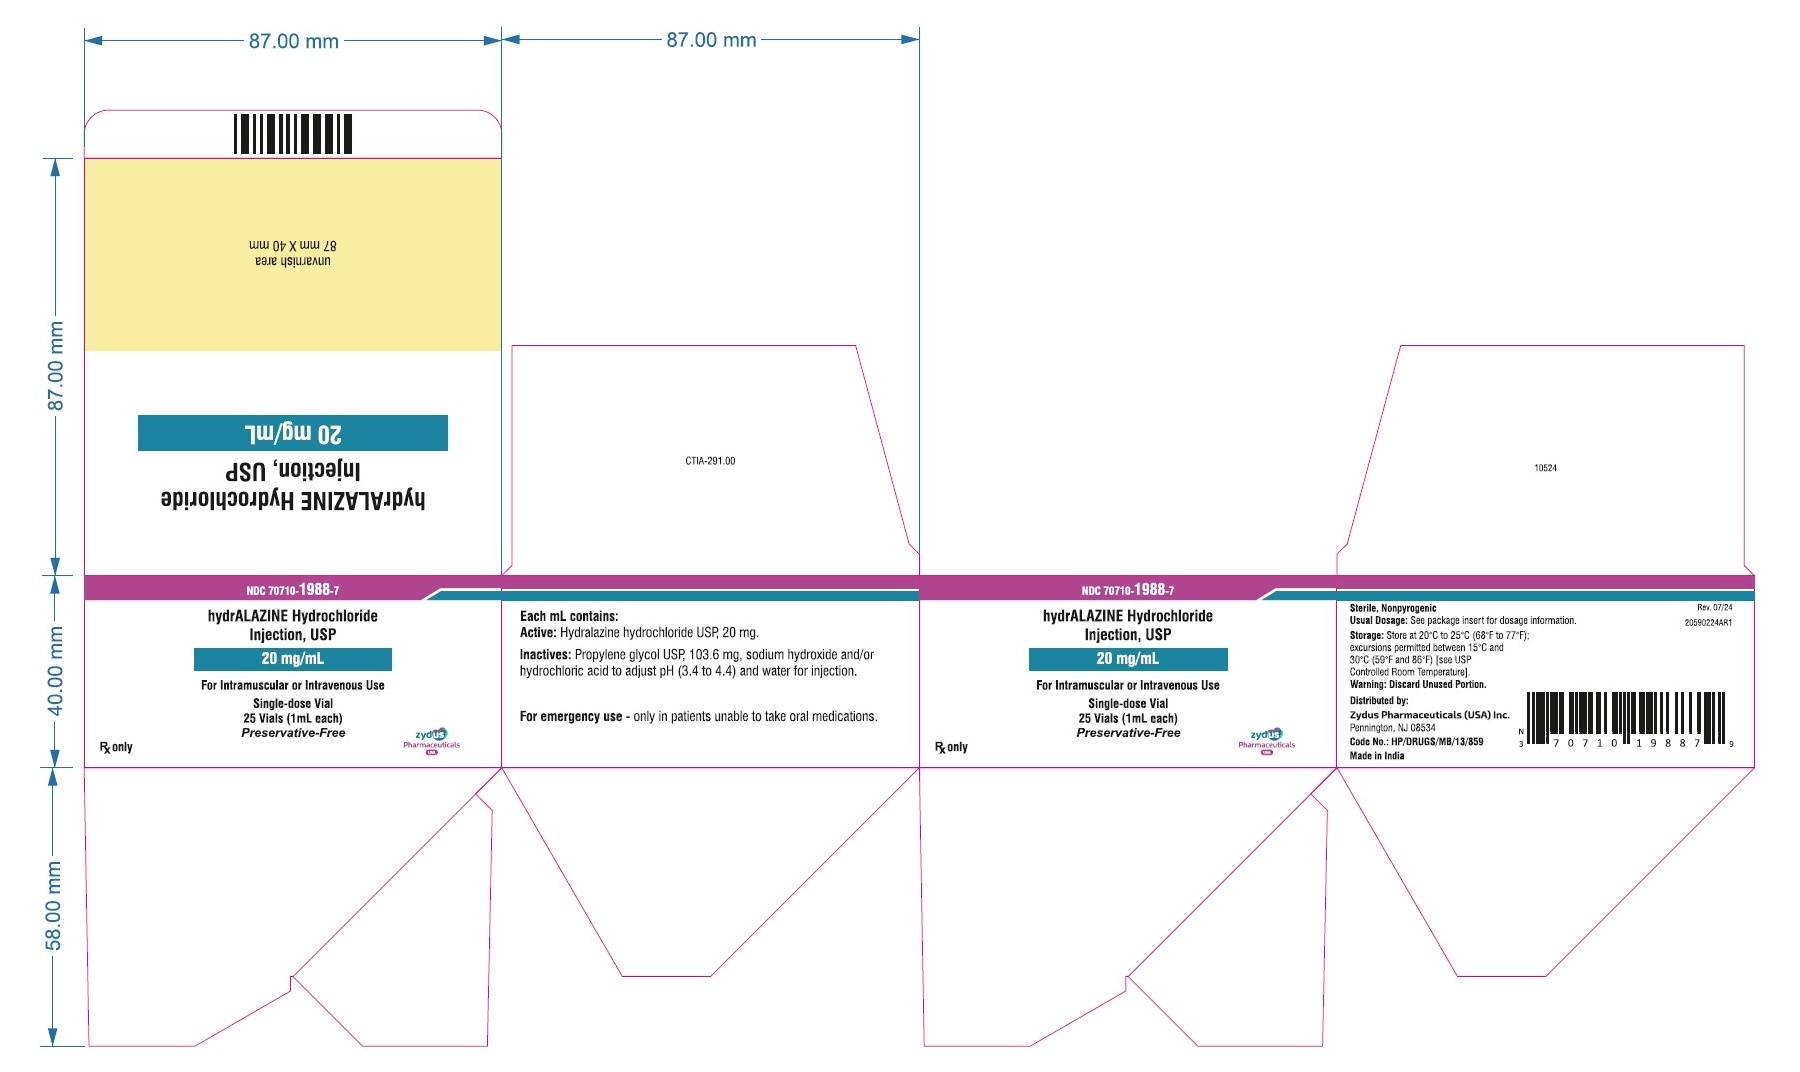 87.00 mm
87.00 mm
87.00 mm
40.00 mm
58.00 mm
unvarnish area
87 mm X 40 mm
hydrALAZINE Hydrochloride
Injection, USP
20 mg/mL
CTIA-291.00
10524
NDC 70710-1988-7
hydrALAZINE Hydrochloride
Injection, USP
20 mg/mL
For Intramuscular or Intravenous Use
Single-dose Vial
25 Vials (1mL each)
Preservative-Free
Rx only
zydus
Pharmaceuticals
USA
Each mL contains:
Active: Hydralazine hydrochloride USP, 20 mg.
Inactives: Propylene glycol USP, 103.6 mg, sodium hydroxide and/or
hydrochloric acid to adjust pH (3.4 to 4.4) and water for injection.
For emergency use - only in patients unable to take oral medications.
NDC 70710-1988-7
hydrALAZINE Hydrochloride
Injection, USP
20 mg/mL
For Intramuscular or Intravenous Use
Single-dose Vial
25 Vials (1mL each)
Preservative-Free
Rx only
zydus
Pharmaceuticals
USA
Sterile, Nonpyrogenic
Usual Dosage: See package insert for dosage information.
Storage: Store at 20°C to 25°C (68°F to 77°F);
excursions permitted between 15°C and
30°C (59°F and 86°F) [see USP
Controlled Room Temperature].
Warning: Discard Unused Portion.
Distributed by:
Zydus Pharmaceuticals (USA) Inc.
Pennington, NJ 08534
Code No.: HP/DRUGS/MB/13/859
Made in India
Rev. 07/24
20590224AR1
N
3 70710 19887 9